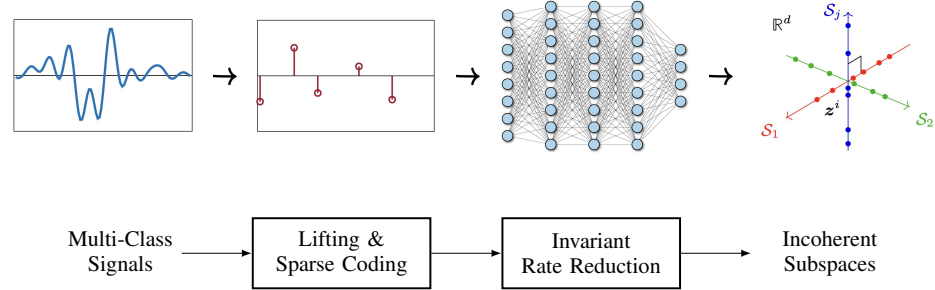 ℝ^d
𝒮_j
𝒛^i
𝒮_1
𝒮_2
Multi-Class
Signals
Lifting &
Sparse Coding
Invariant
Rate Reduction
Incoherent
Subspaces